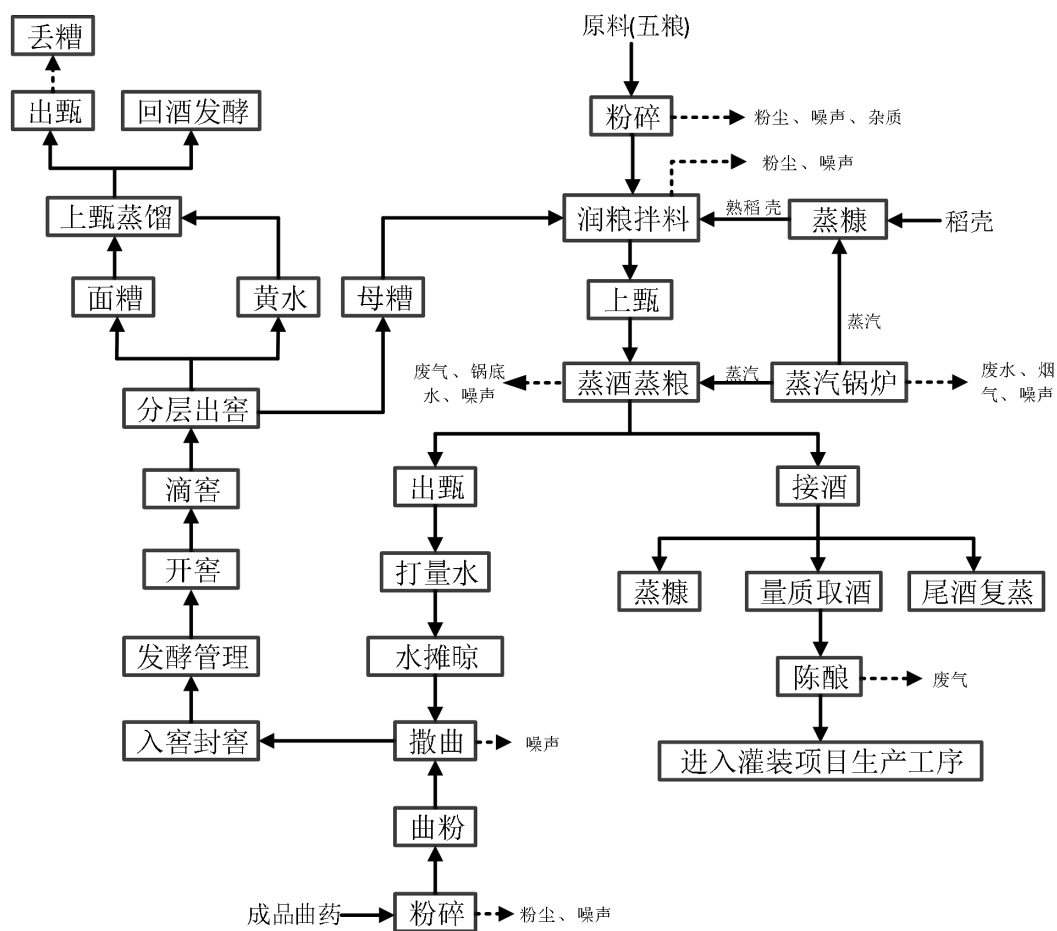 原料(五粮)
丢糟
出甑
回酒发酵
粉碎
粉尘、噪声、杂质
粉尘、噪声
上甑蒸馏
润粮拌料
熟稻壳
蒸糠
稻壳
面糟
黄水
母糟
上甑
蒸汽
废气、锅底
水、噪声
蒸酒蒸粮
蒸汽
蒸汽锅炉
废水、烟
气、噪声
分层出窖
滴窖
出甑
接酒
开窖
打量水
蒸糠
量质取酒
尾酒复蒸
发酵管理
水摊晾
陈酿
废气
入窖封窖
撒曲
噪声
进入灌装项目生产工序
曲粉
成品曲药
粉碎
粉尘、噪声